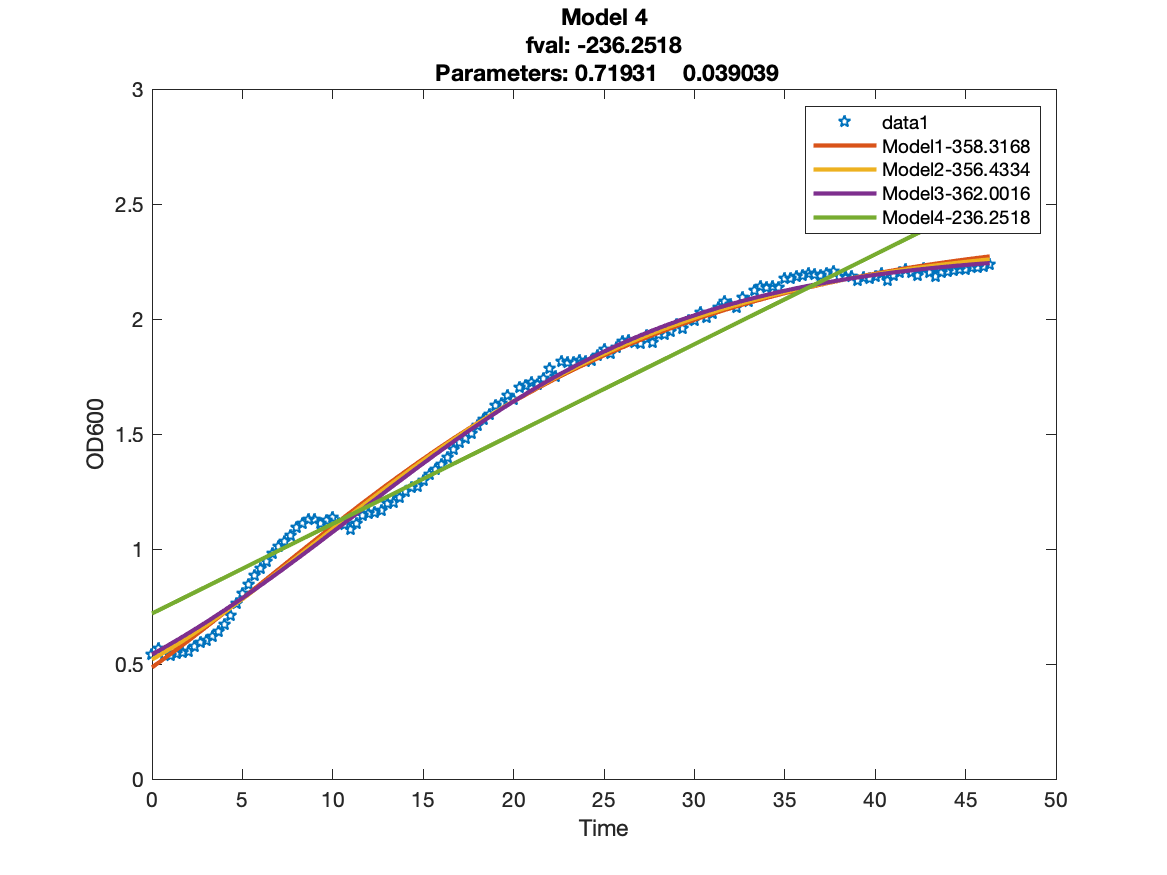 Model 4
fval: -236.2518
Parameters: 0.71931 0.039039
3
data1
Model1-358.3168
Model2-356.4334
Model3-362.0016
Model4-236.2518
2.5
2
1.5
1
0.5
0
OD600
0 5 10 15 20 25 30 35 40 45 50
Time